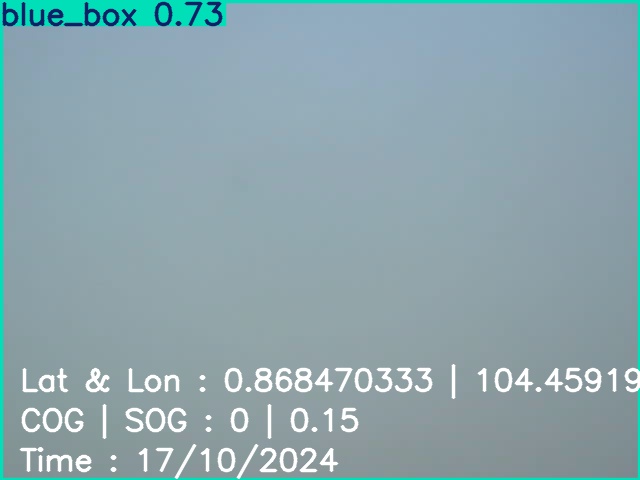 blue_box 0.73
Lat & Lon : 0.868470333 | 104.45919
COG | SOG : 0 | 0.15
Time : 17/10/2024